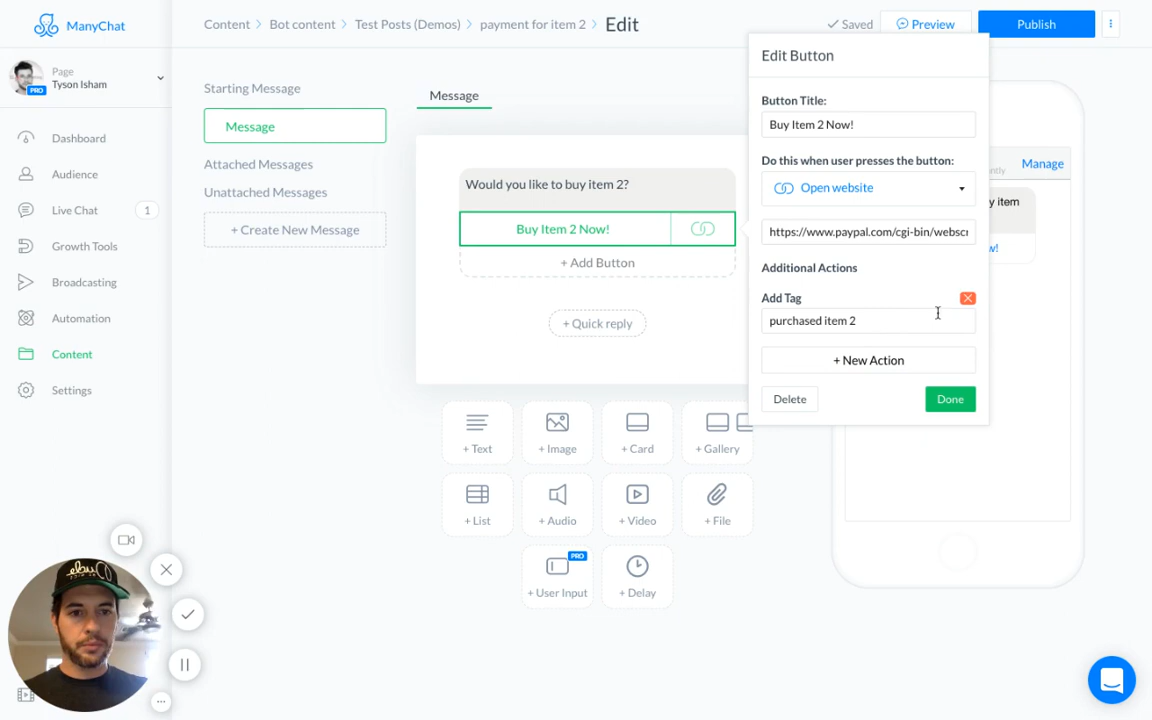 ManyChat
Content > Bot content > Test Posts (Demos) > payment for item 2 > Edit
Saved
Preview
Publish
Page
Tyson Isham
PRO
Dashboard
Audience
Live Chat 1
Growth Tools
Broadcasting
Automation
Content
Settings
Starting Message
Message
Attached Messages
Unattached Messages
+ Create New Message
Message
Would you like to buy item 2?
Buy Item 2 Now!
+ Add Button
+ Quick reply
+ Text
+ Image
+ Card
+ Gallery
+ List
+ Audio
+ Video
+ File
PRO
+ User Input
+ Delay
Edit Button
Button Title:
Buy Item 2 Now!
Do this when user presses the button:
Open website
https://www.paypal.com/cgi-bin/webscr
Additional Actions
Add Tag
purchased item 2
+ New Action
Delete
Done
Manage
item